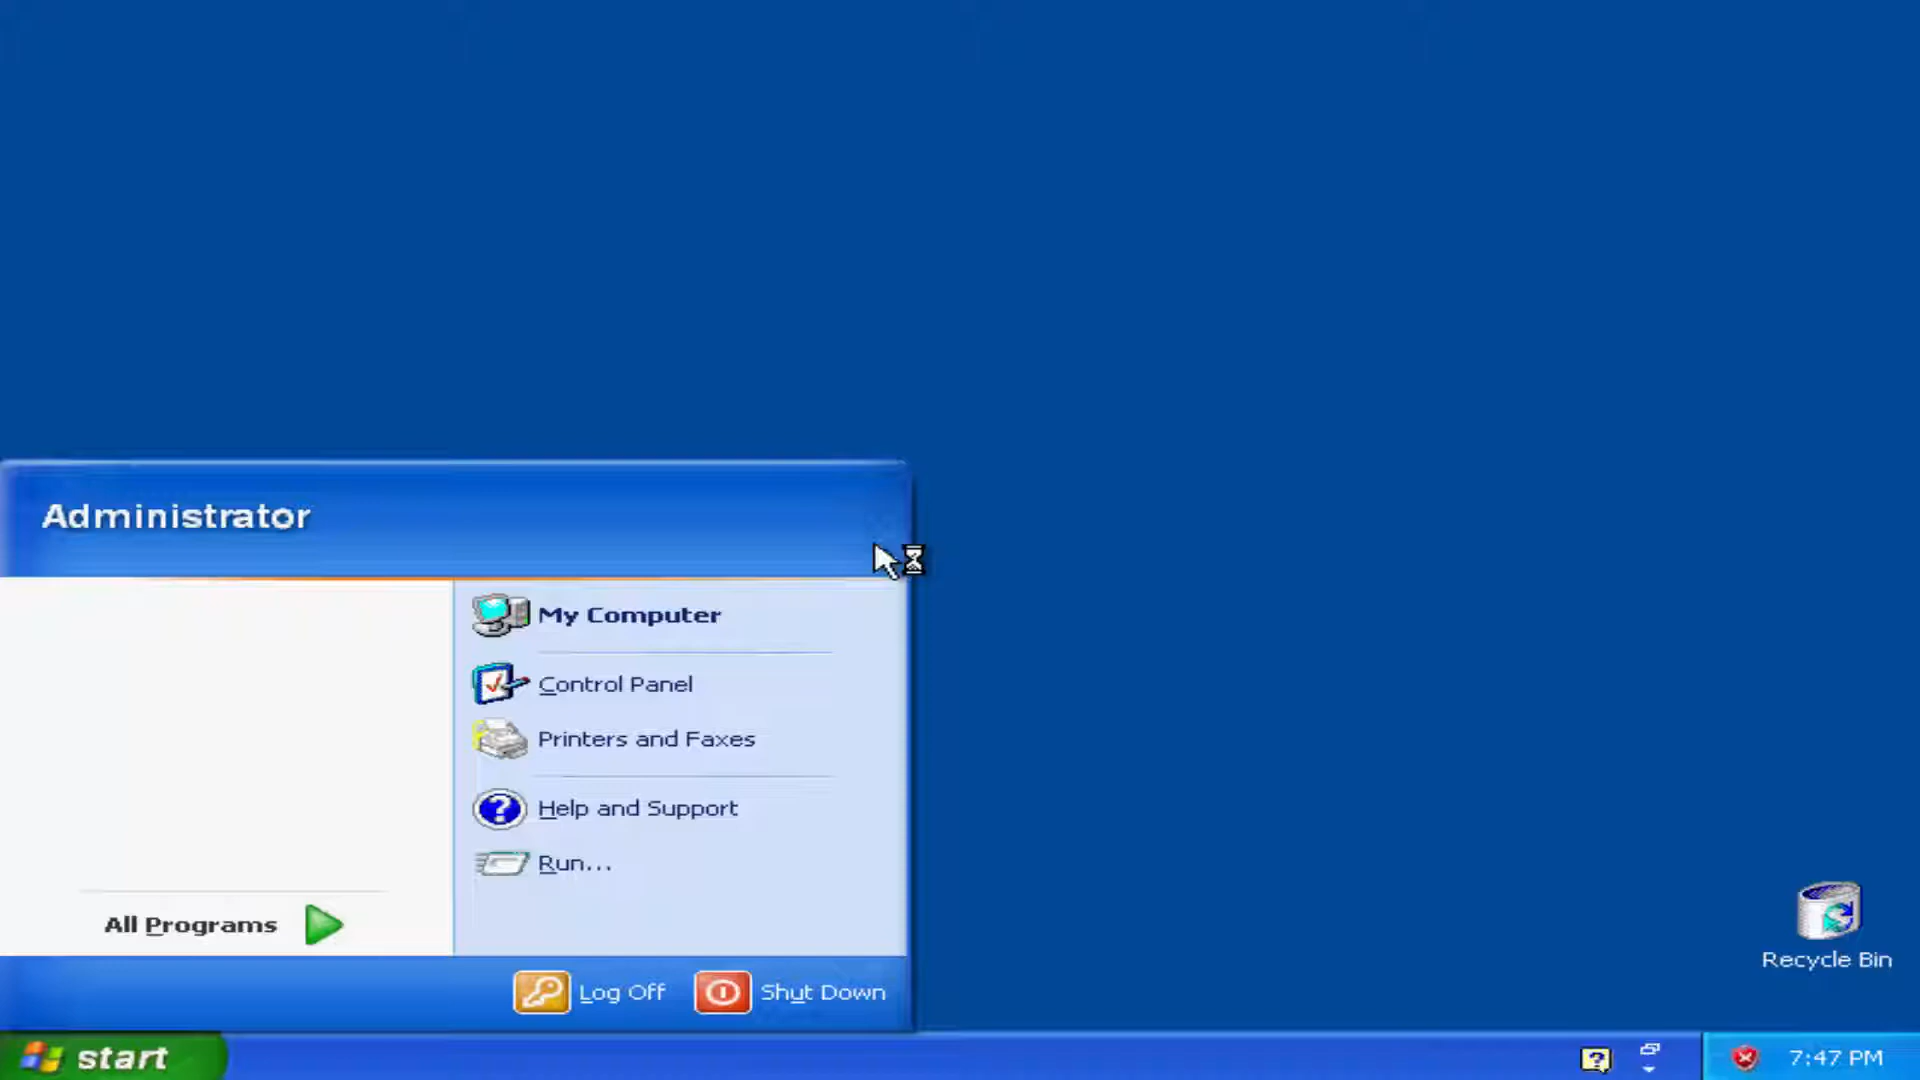 Administrator
My Computer
Control Panel
Printers and Faxes
Help and Support
Run...
All Programs
Log Off
Shut Down
Recycle Bin
start
7:47 PM